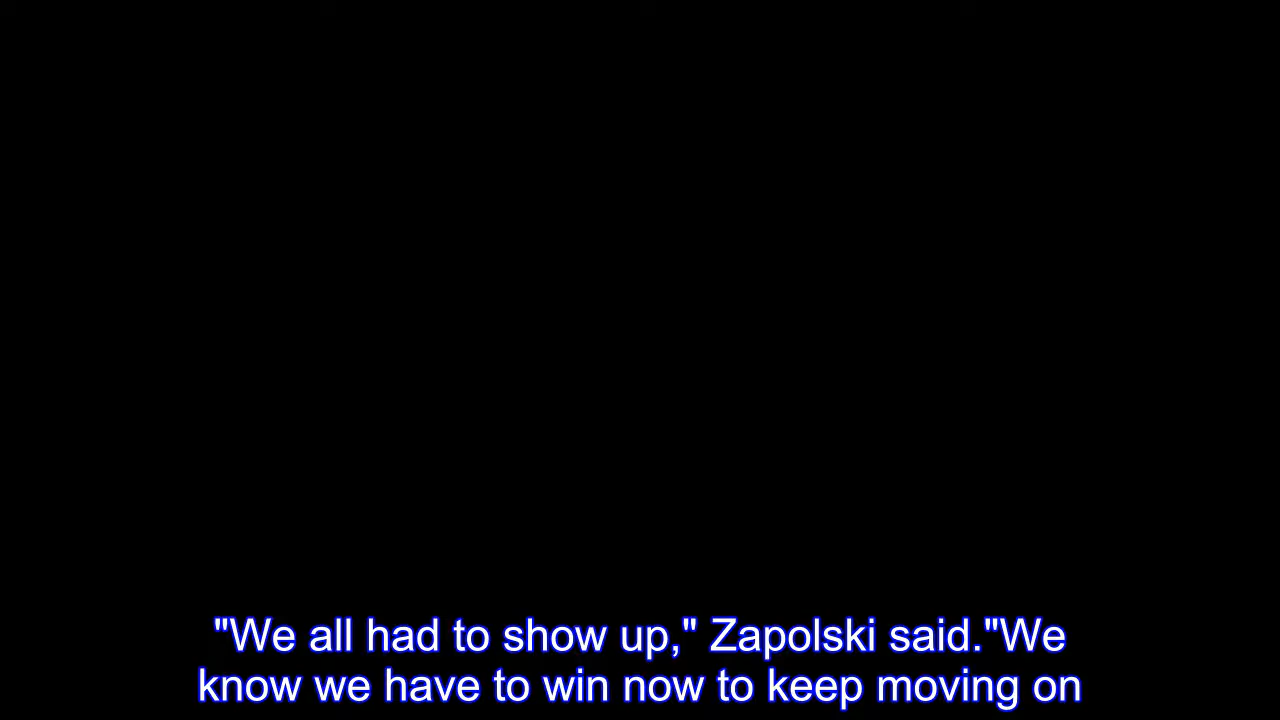 "We all had to show up," Zapolski said."We
know we have to win now to keep moving on